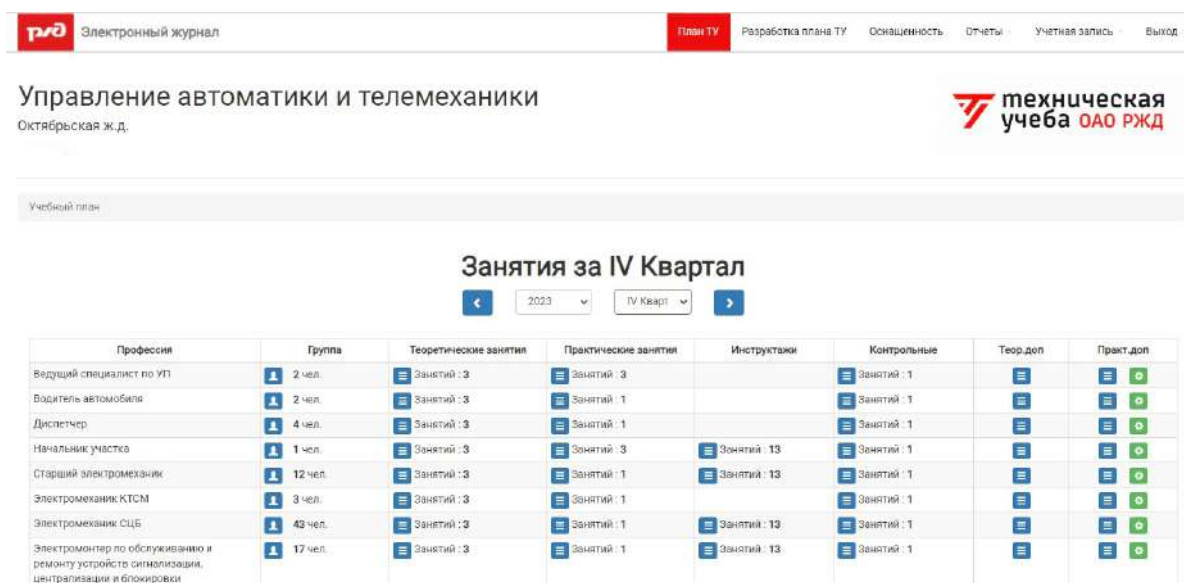 ржд Электронный журнал План ТУ Разработка плана ТУ Оснащенность Отчеты Учетная запись Выход
Управление автоматики и телемеханики
Октябрьская ж.д.
техническая
учеба ОАО РЖД
Учебный план
Занятия за IV Квартал
2023 IV Кварт
Профессия Группа Теоретические занятия Практические занятия Инструктажи Контрольные Теор.доп Практ.доп
Ведущий специалист по УП 2 чел. Занятий : 3 Занятий : 3 Занятий : 1
Водитель автомобиля 2 чел. Занятий : 3 Занятий : 1 Занятий : 1
Диспетчер 4 чел. Занятий : 3 Занятий : 1 Занятий : 1
Начальник участка 1 чел. Занятий : 3 Занятий : 3 Занятий : 13 Занятий : 1
Старший электромеханик 12 чел. Занятий : 3 Занятий : 1 Занятий : 13 Занятий : 1
Электромеханик КТСМ 3 чел. Занятий : 3 Занятий : 1 Занятий : 1
Электромеханик СЦБ 43 чел. Занятий : 3 Занятий : 1 Занятий : 13 Занятий : 1
Электромонтер по обслуживанию и 17 чел. Занятий : 3 Занятий : 1 Занятий : 13 Занятий : 1
ремонту устройств сигнализации,
централизации и блокировки